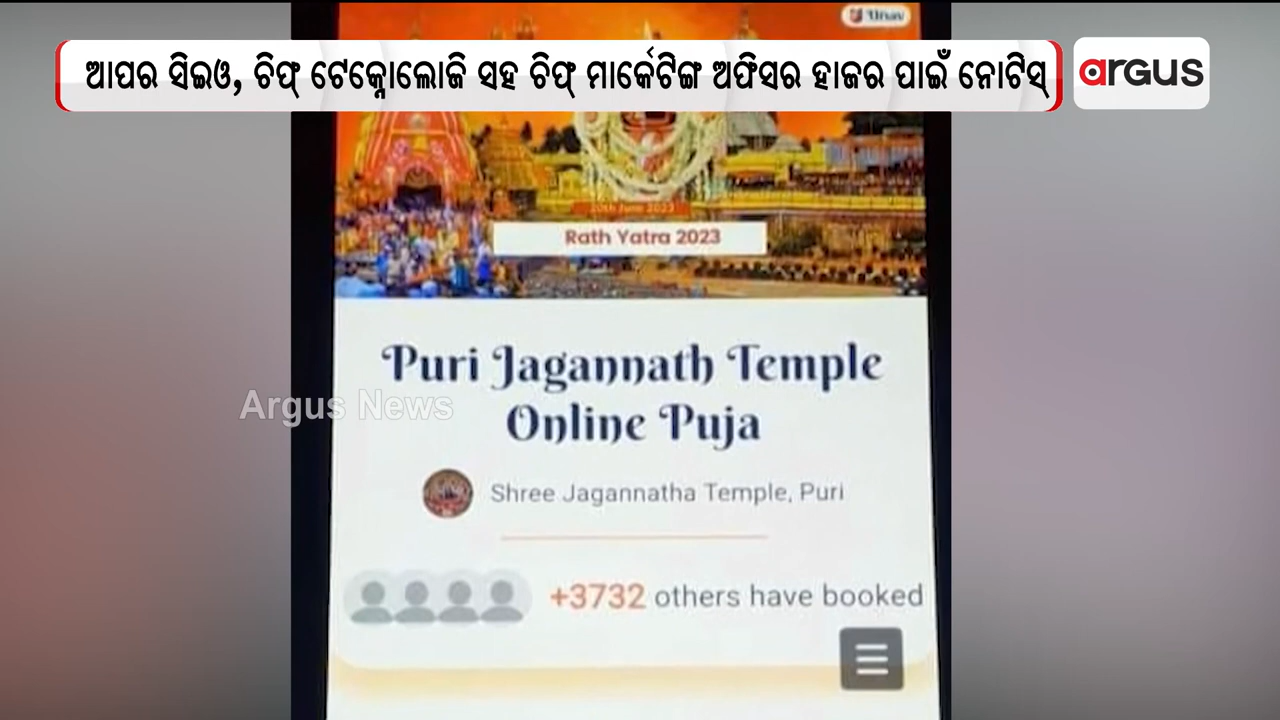 Utsav
ଆପର ସିଇଓ, ଚିଫ୍ ଟେକ୍ନୋଲୋଜି ସହ ଚିଫ୍ ମାର୍କେଟିଙ୍ଗ ଅଫିସର ହାଜର ପାଇଁ ନୋଟିସ୍
argus
20th June 2023
Rath Yatra 2023
Puri Jagannath Temple
Online Puja
Argus News
Shree Jagannatha Temple, Puri
+3732 others have booked